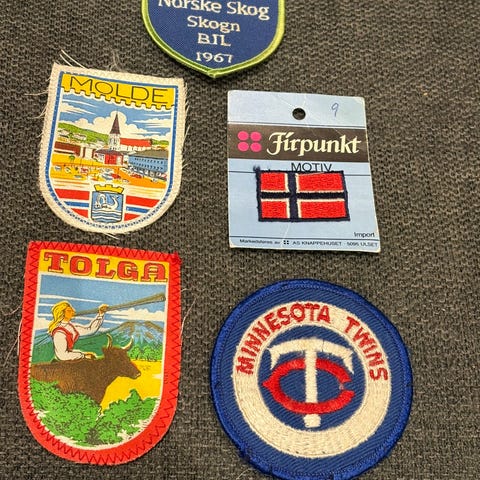 Norske Skog
Skogn
BIL
1967
MOLDE
9
Firpunkt
MOTIV
Import
Markedsføres av AS KNAPPEHUSET - 5095 ULSET
TOLGA
MINNESOTA TWINS
TC